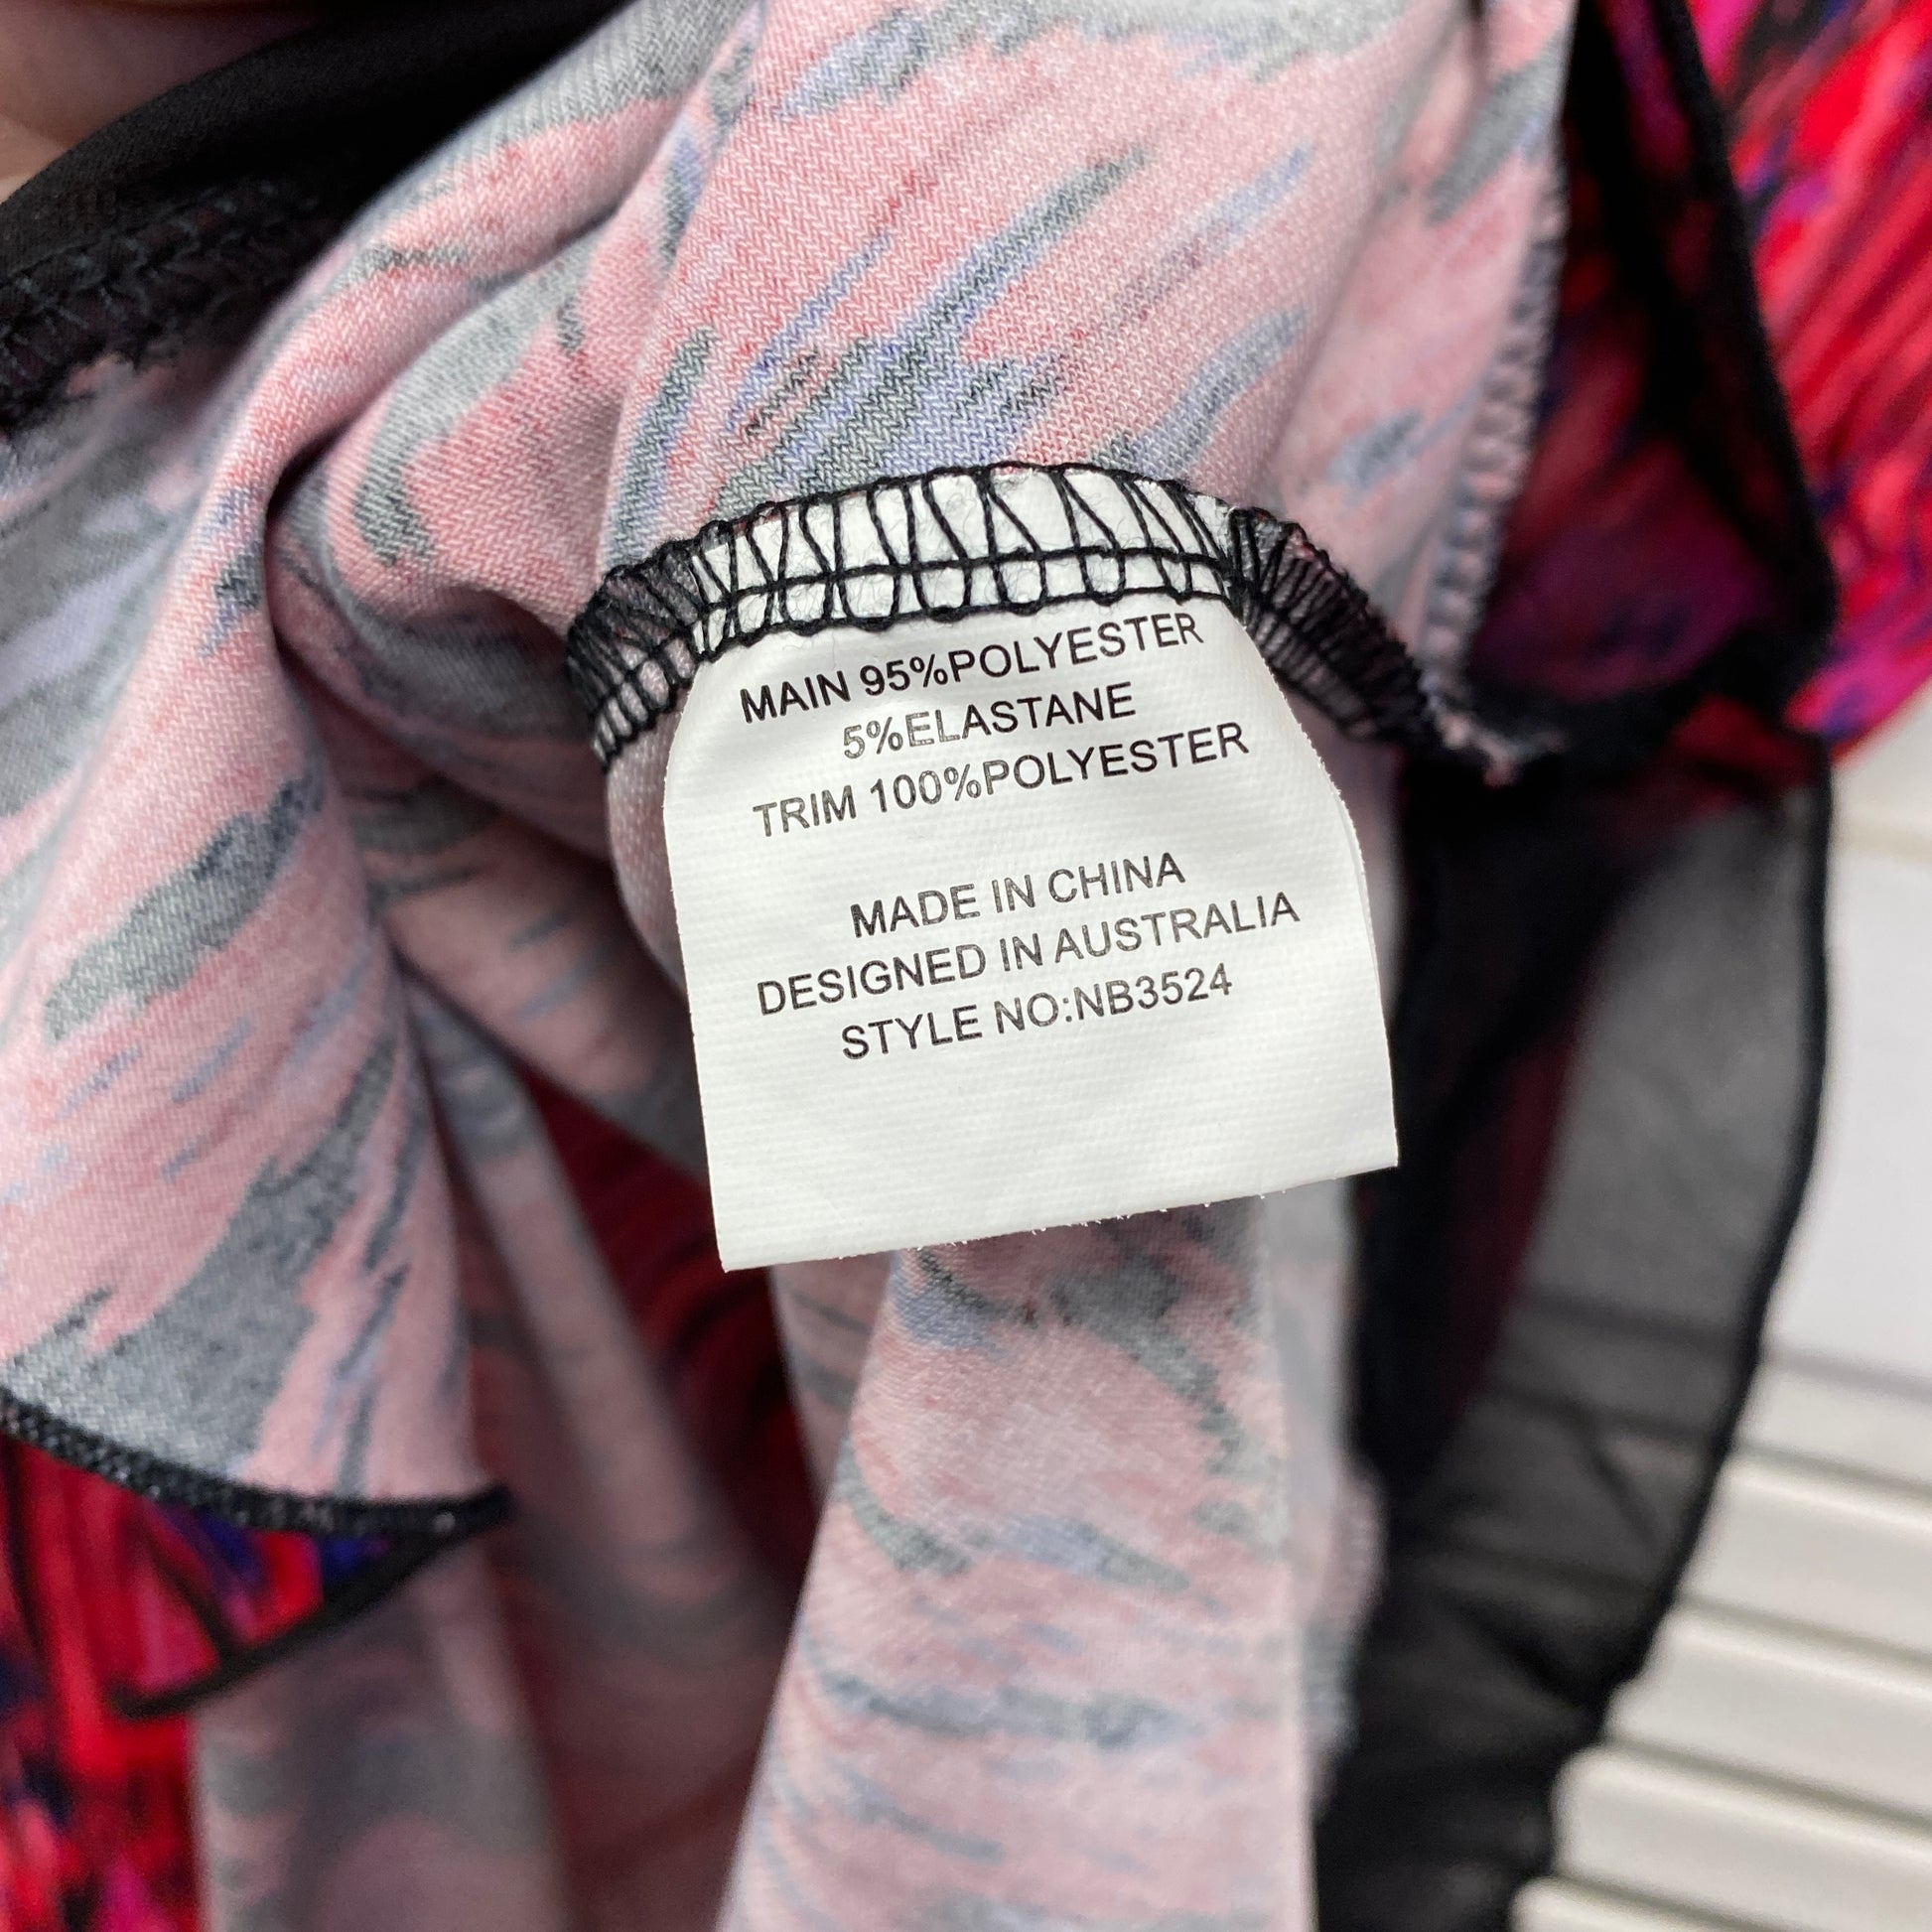 MAIN 95%POLYESTER
5%ELASTANE
TRIM 100%POLYESTER
MADE IN CHINA
DESIGNED IN AUSTRALIA
STYLE NO:NB3524